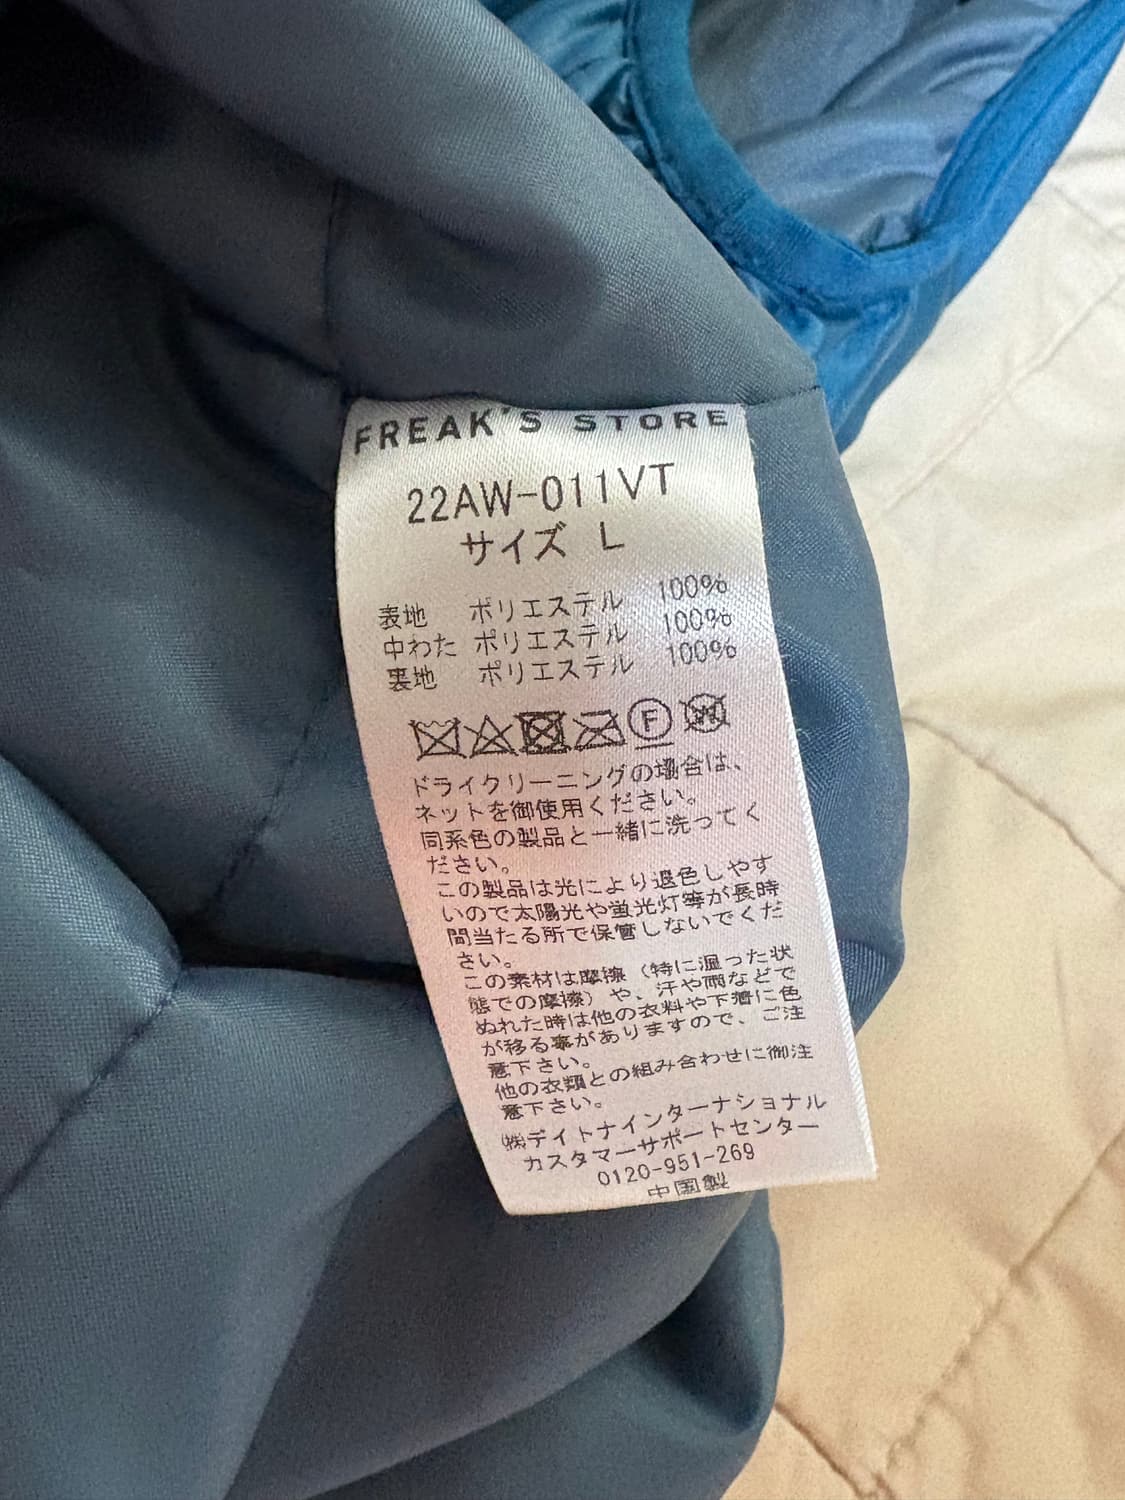 FREAK'S STORE
22AW-011VT
サイズ L
表地 ポリエステル 100%
中わた ポリエステル 100%
裏地 ポリエステル 100%
F W
ドライクリーニングの場合は、
ネットを御使用ください。
同系色の製品と一緒に洗ってく
ださい。
この製品は光により退色しやす
いので太陽光や蛍光灯等が長時
間当たる所で保管しないでくだ
さい。
この素材は摩擦（特に湿った状
態での摩擦）や、汗や雨などで
ぬれた時は他の衣料や下着に色
が移る事がありますので、ご注
意下さい。
他の衣類との組み合わせに御注
意下さい。
㈱デイトナインターナショナル
カスタマーサポートセンター
0120-951-269
中国製